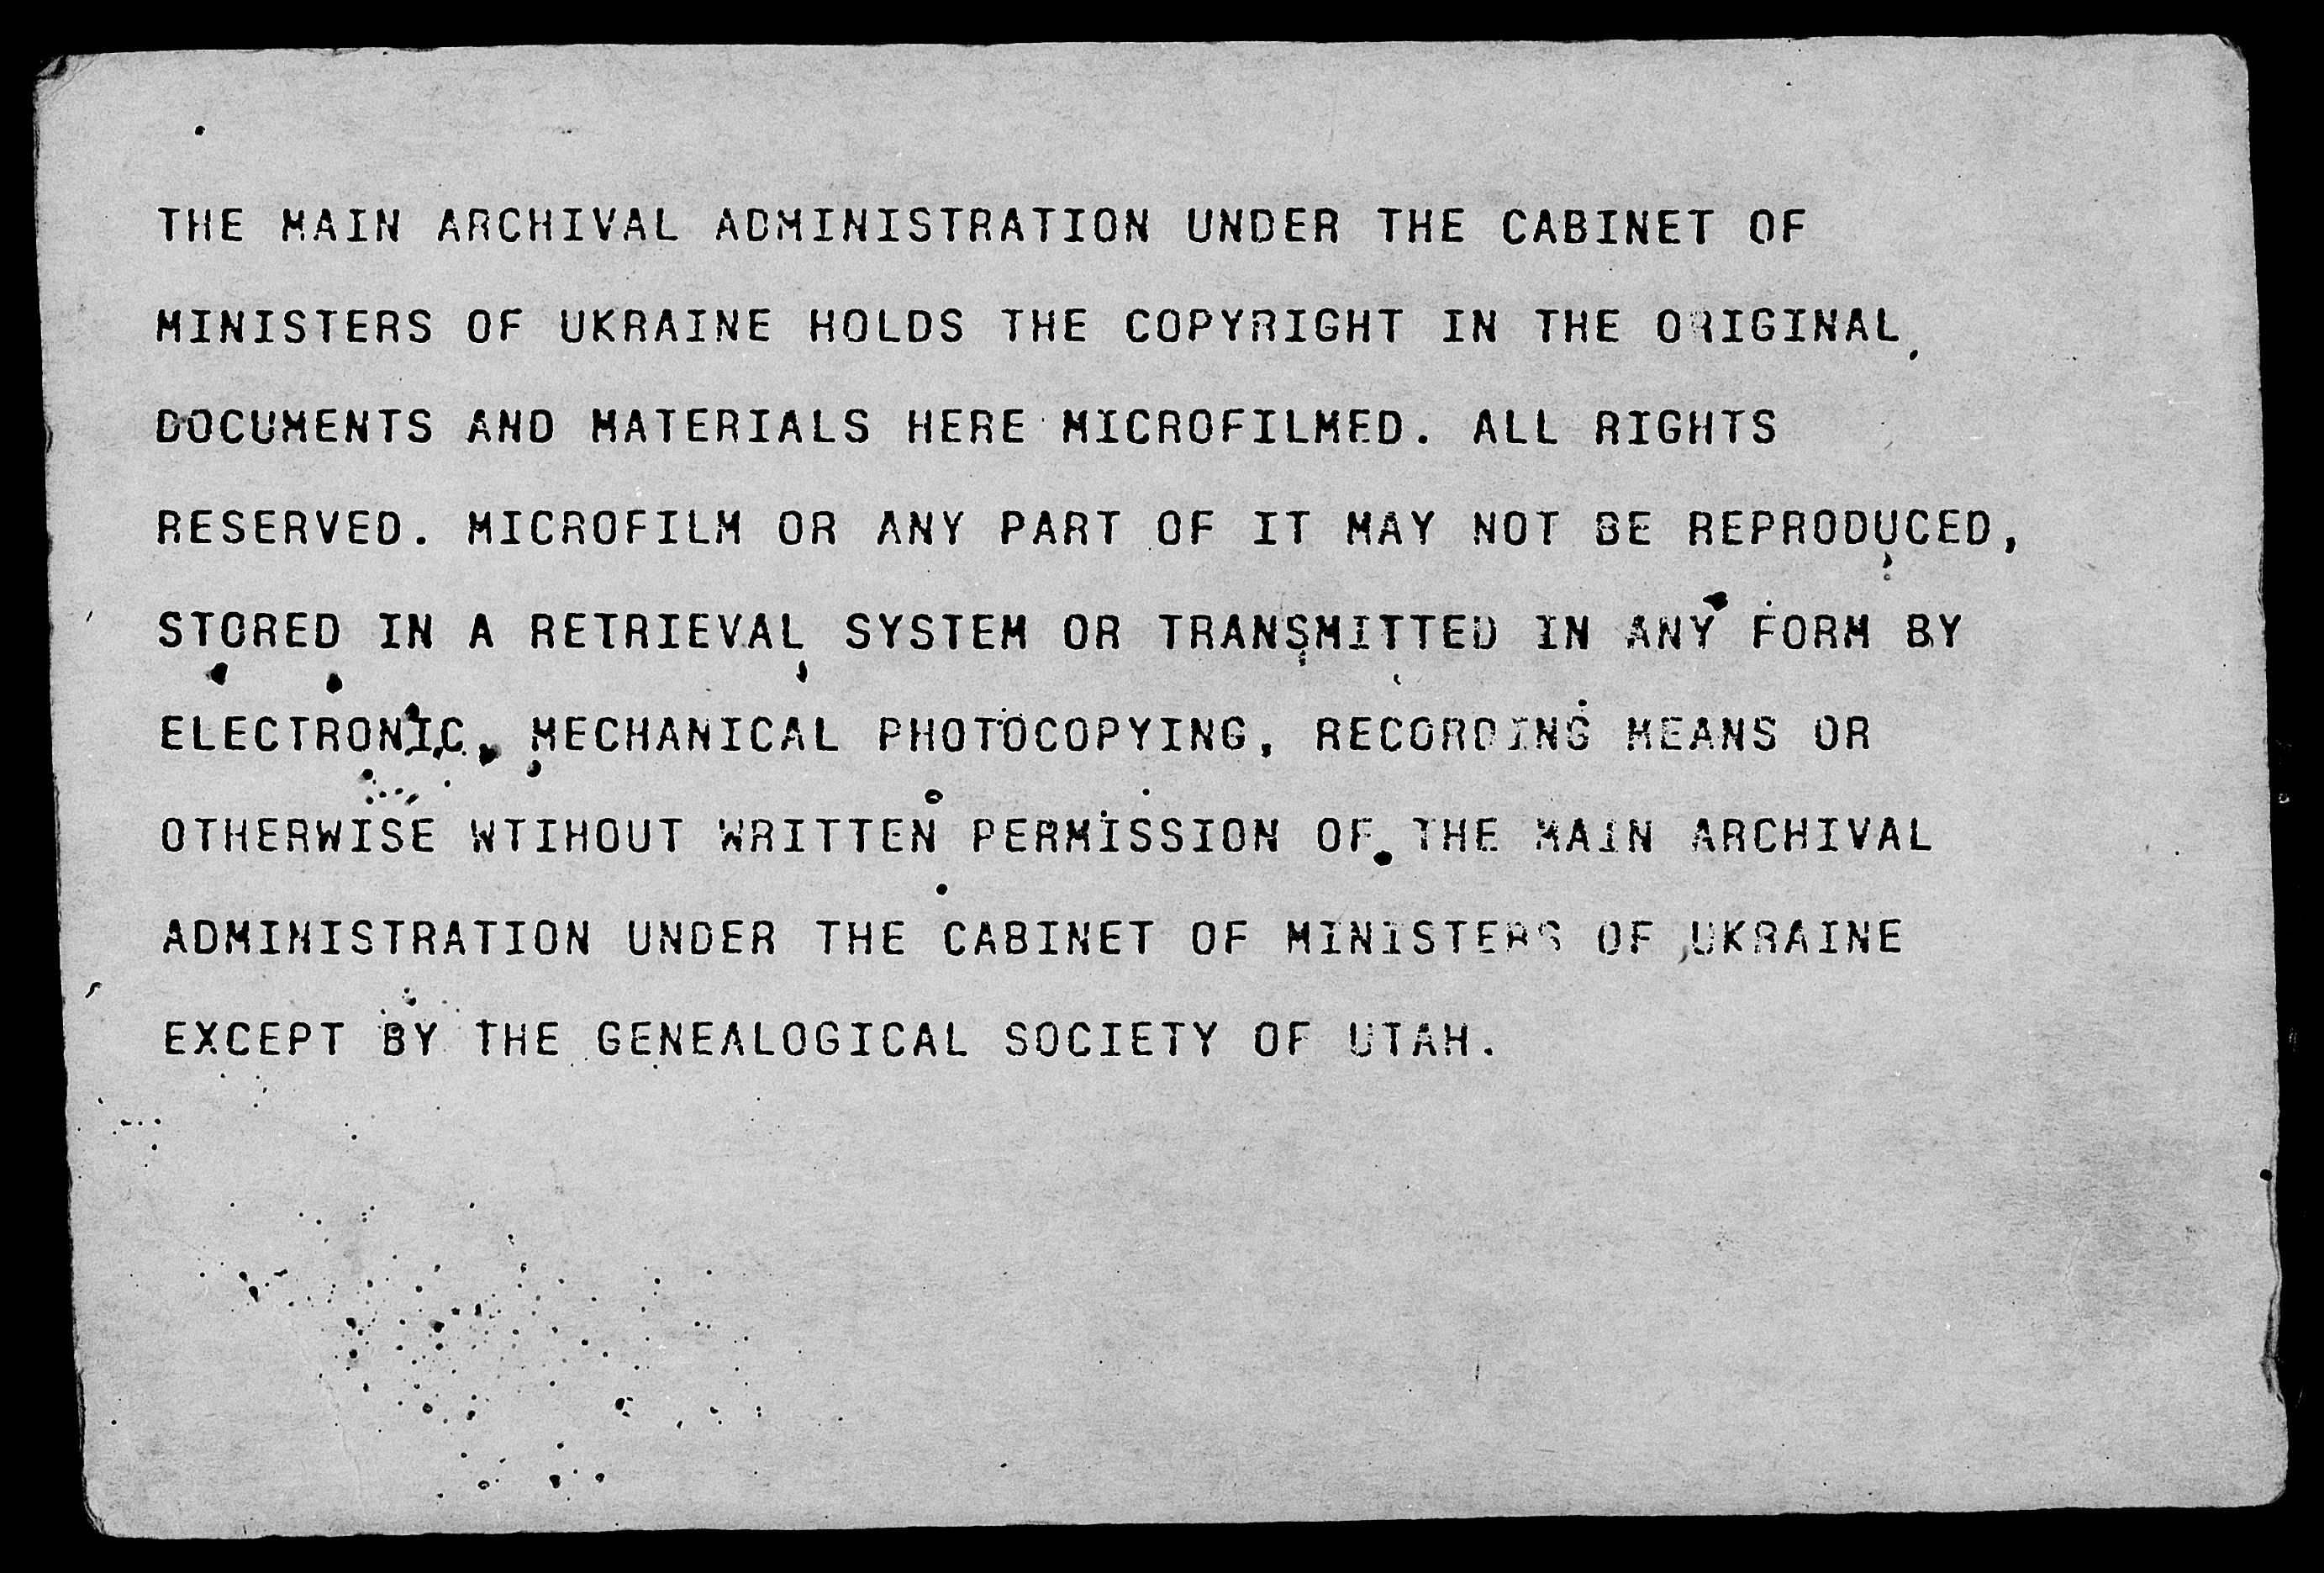 THE MAIN ARCHIVAL ADMINISTRATION UNDER THE CABINET OF
MINISTERS OF UKRAINE HOLDS THE COPYRIGHT IN THE ORIGINAL
DOCUMENTS AND MATERIALS HERE MICROFILMED. ALL RIGHTS
RESERVED. MICROFILM OR ANY PART OF IT MAY NOT BE REPRODUCED,
STORED IN A RETRIEVAL SYSTEM OR TRANSMITTED IN ANY FORM BY
ELECTRONIC, MECHANICAL PHOTOCOPYING, RECORDING MEANS OR
OTHERWISE WTIHOUT WRITTEN PERMISSION OF THE MAIN ARCHIVAL
ADMINISTRATION UNDER THE CABINET OF MINISTERS OF UKRAINE
EXCEPT BY THE GENEALOGICAL SOCIETY OF UTAH.